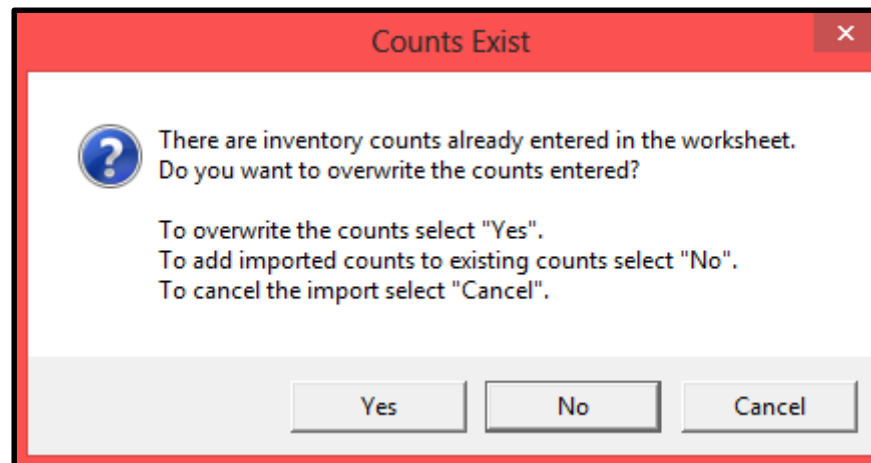 Counts Exist
There are inventory counts already entered in the worksheet.
Do you want to overwrite the counts entered?
To overwrite the counts select "Yes".
To add imported counts to existing counts select "No".
To cancel the import select "Cancel".
Yes No Cancel